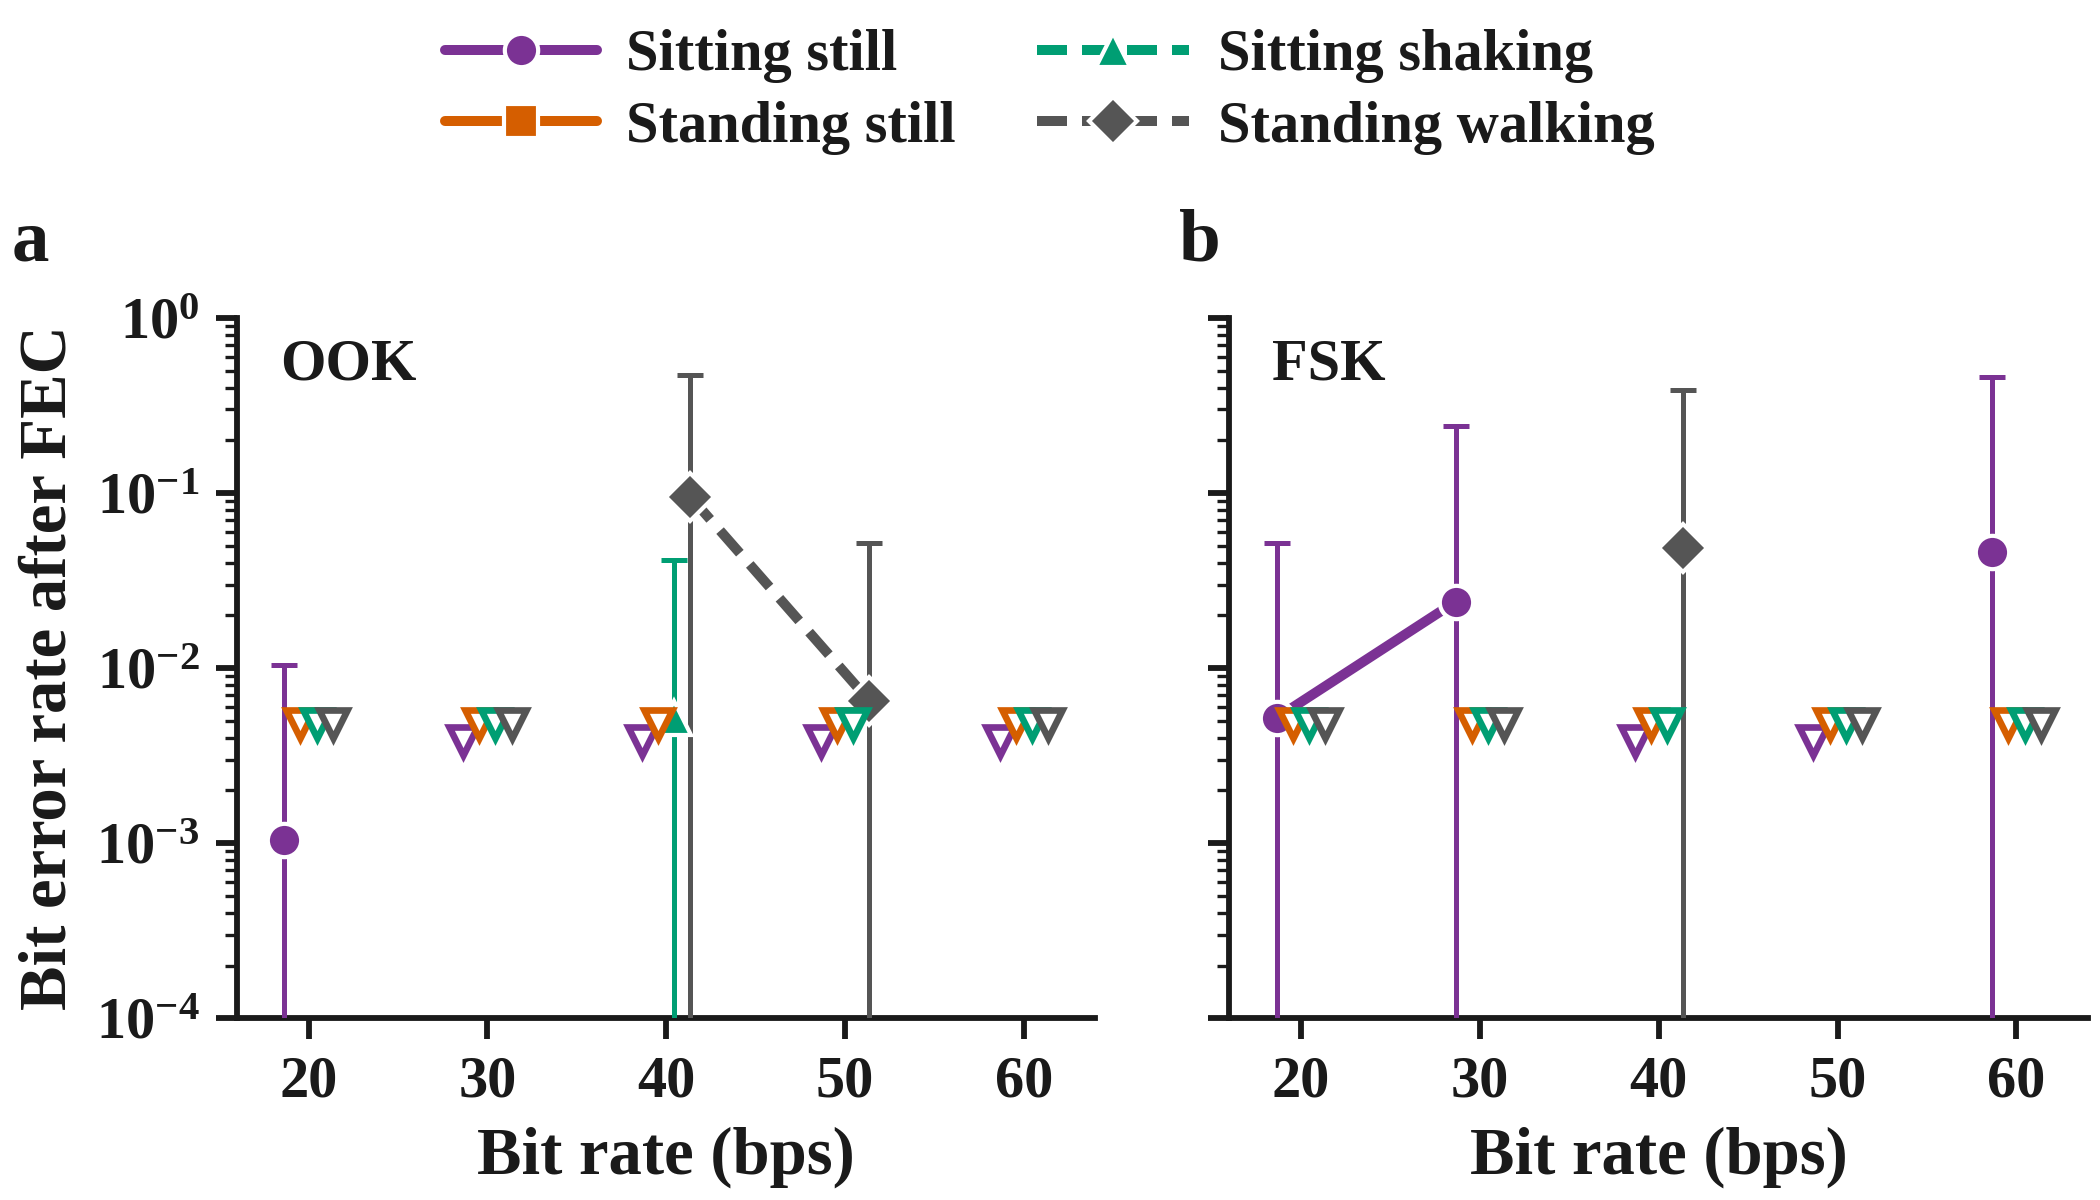 Sitting still
Sitting shaking
Standing still
Standing walking
a
b
OOK
FSK
Bit error rate after FEC
10⁰
10⁻¹
10⁻²
10⁻³
10⁻⁴
20 30 40 50 60
20 30 40 50 60
Bit rate (bps)
Bit rate (bps)